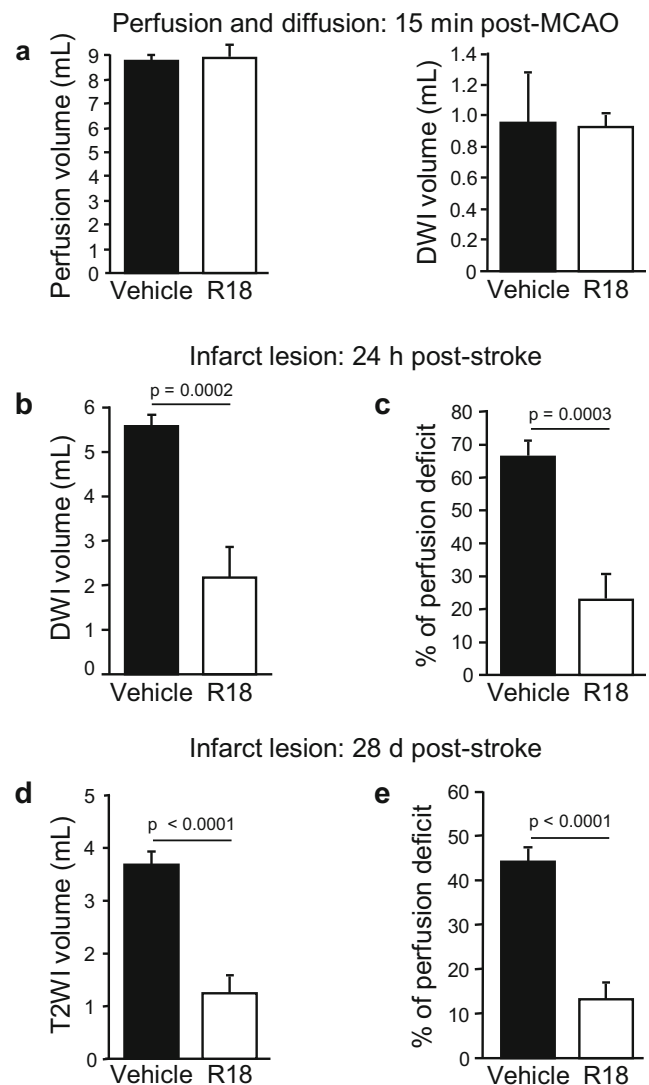 Perfusion and diffusion: 15 min post-MCAO
a
Perfusion volume (mL)
9
8
7
6
5
4
3
2
1
0
Vehicle R18
DWI volume (mL)
1.4
1.2
1.0
0.8
0.6
0.4
0.2
0
Vehicle R18
Infarct lesion: 24 h post-stroke
b
p = 0.0002
DWI volume (mL)
6
5
4
3
2
1
0
Vehicle R18
c
p = 0.0003
% of perfusion deficit
80
70
60
50
40
30
20
10
0
Vehicle R18
Infarct lesion: 28 d post-stroke
d
p < 0.0001
T2WI volume (mL)
5
4
3
2
1
0
Vehicle R18
e
p < 0.0001
% of perfusion deficit
60
50
40
30
20
10
0
Vehicle R18